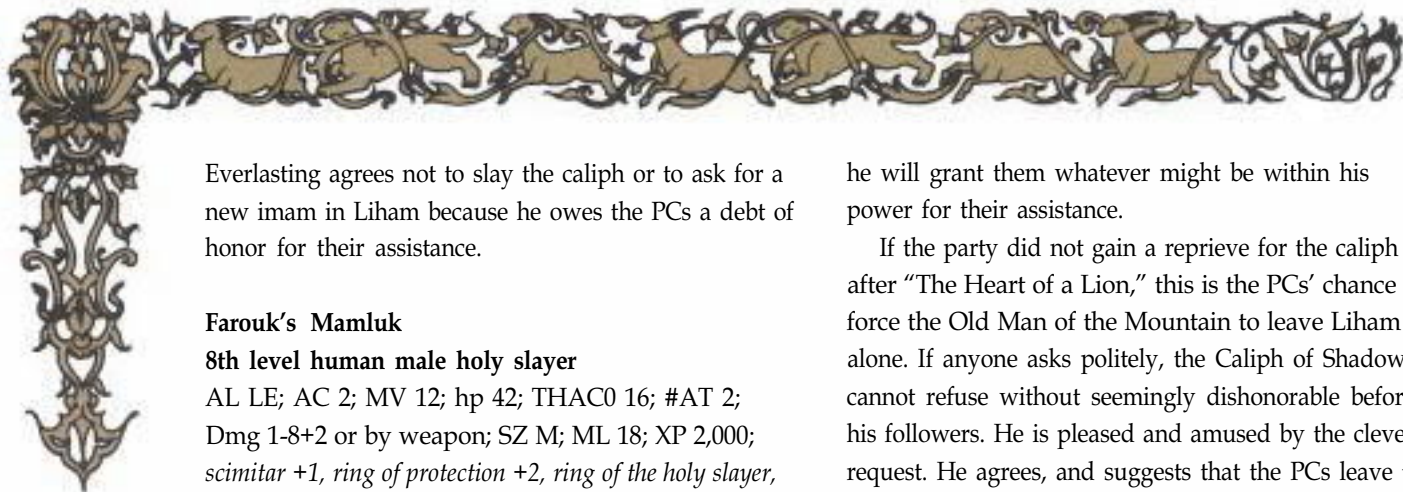 Everlasting agrees not to slay the caliph or to ask for a
new imam in Liham because he owes the PCs a debt of
honor for their assistance.
Farouk's Mamluk
8th level human male holy slayer
AL LE; AC 2; MV 12; hp 42; THAC0 16; #AT 2;
Dmg 1-8+2 or by weapon; SZ M; ML 18; XP 2,000;
scimitar +1, ring of protection +2, ring of the holy slayer,
he will grant them whatever might be within his
power for their assistance.
If the party did not gain a reprieve for the caliph
after “The Heart of a Lion,” this is the PCs’ chance
force the Old Man of the Mountain to leave Liham
alone. If anyone asks politely, the Caliph of Shadow
cannot refuse without seemingly dishonorable befor
his followers. He is pleased and amused by the cleve
request. He agrees, and suggests that the PCs leave